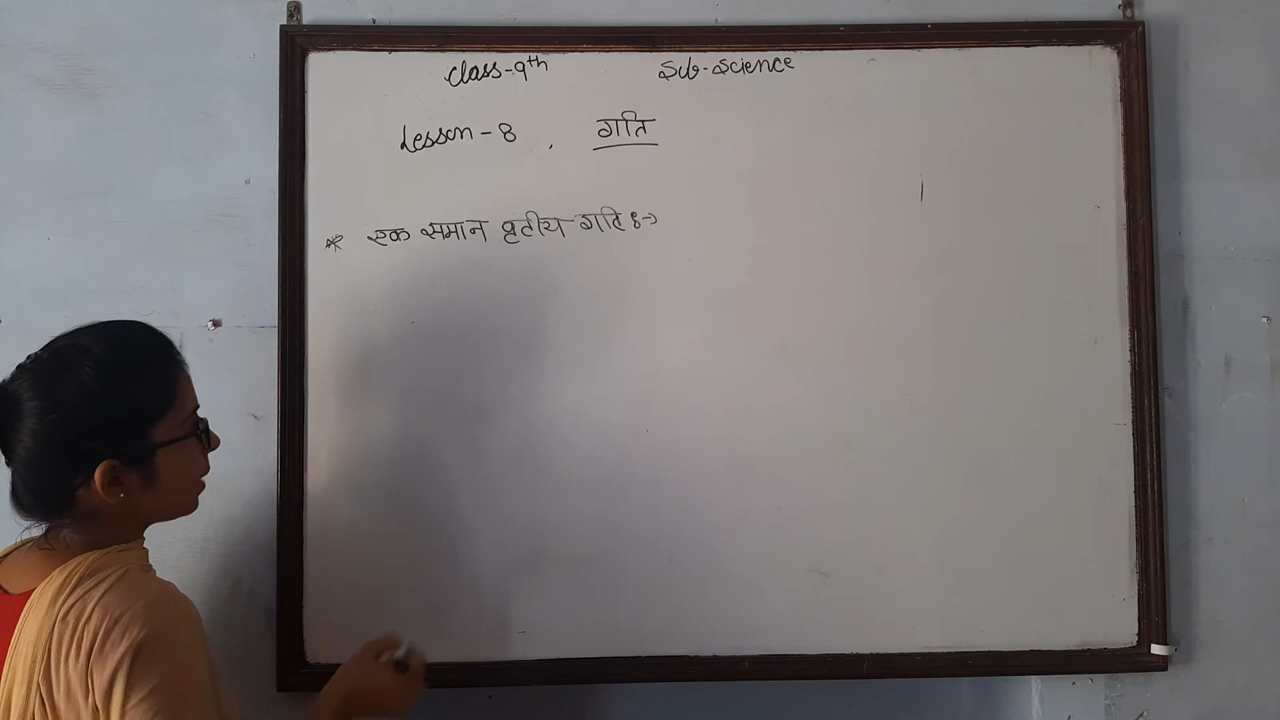 Class-9th Sub-Science
Lesson-8, गति
* एक समान वृतीय गति :->